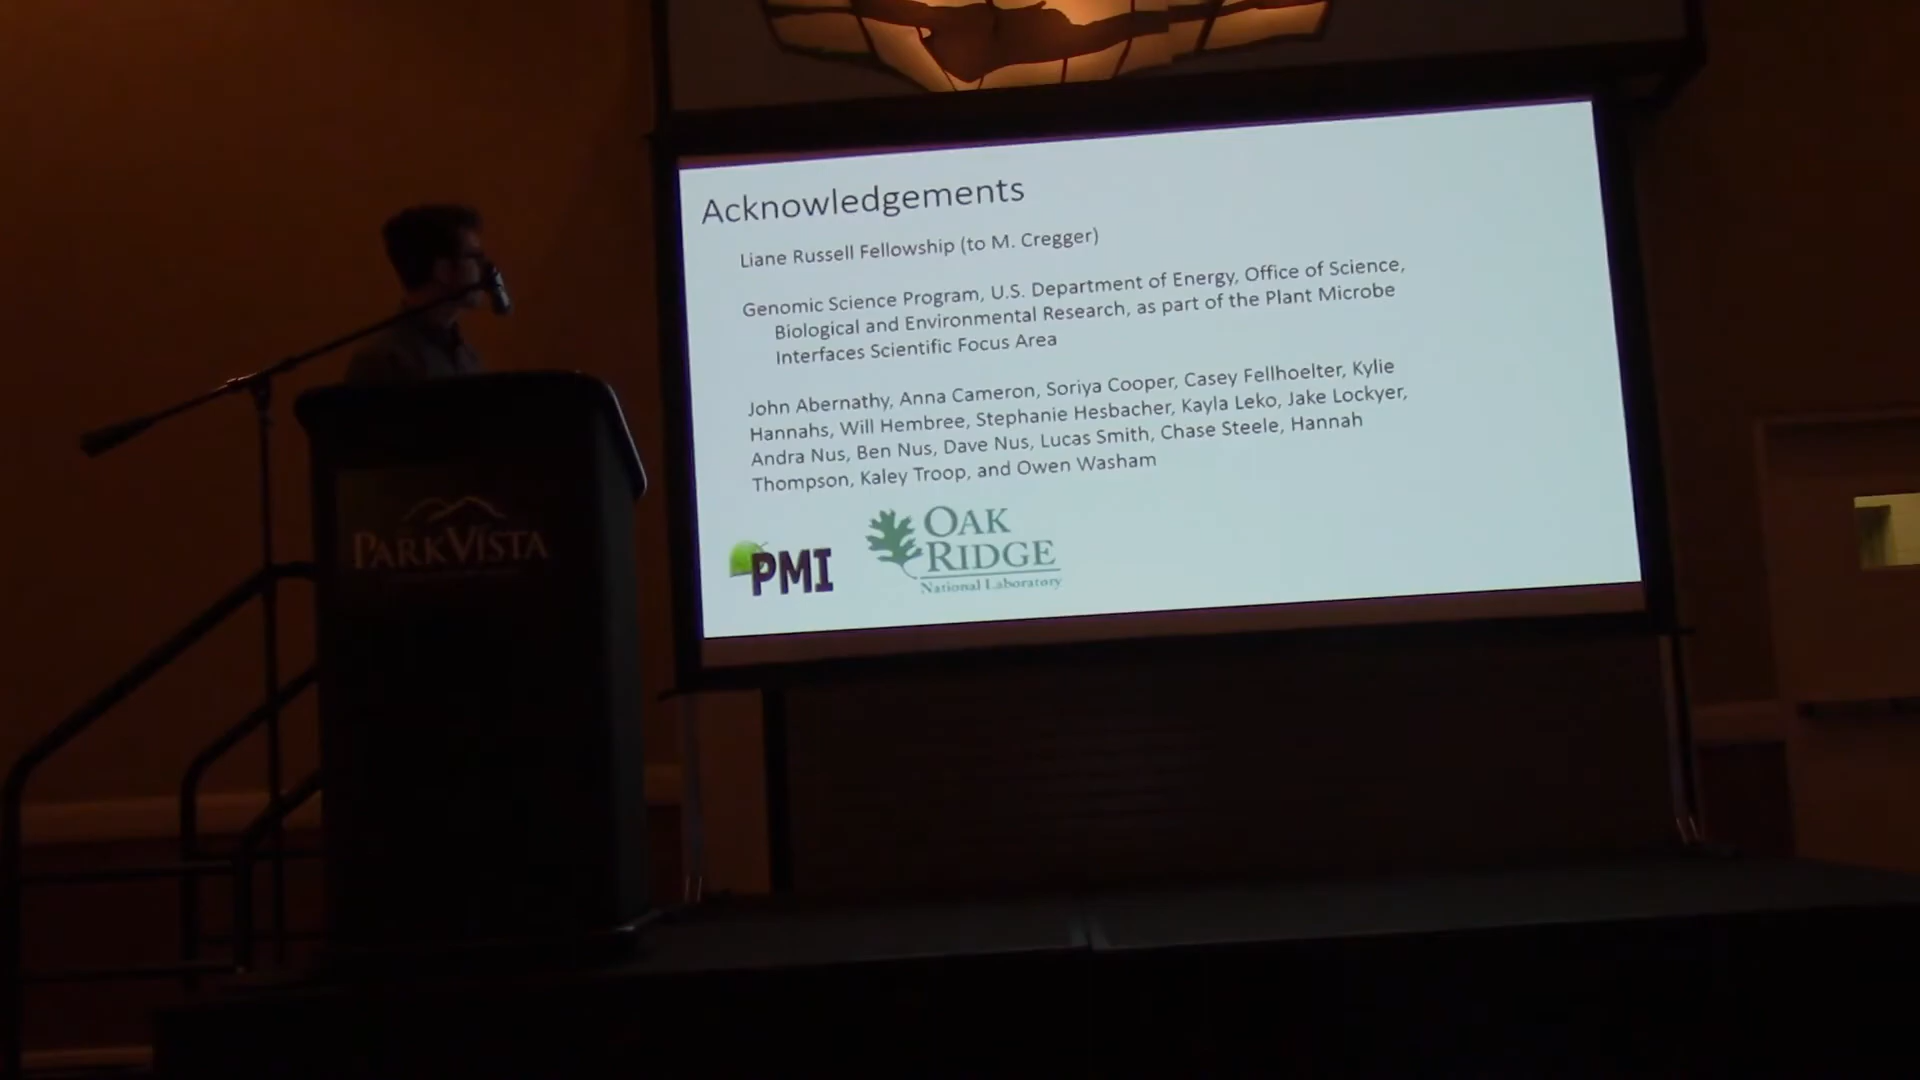 Acknowledgements
Liane Russell Fellowship (to M. Cregger)
Genomic Science Program, U.S. Department of Energy, Office of Science,
Biological and Environmental Research, as part of the Plant Microbe
Interfaces Scientific Focus Area
John Abernathy, Anna Cameron, Soriya Cooper, Casey Fellhoelter, Kylie
Hannahs, Will Hembree, Stephanie Hesbacher, Kayla Leko, Jake Lockyer,
Andra Nus, Ben Nus, Dave Nus, Lucas Smith, Chase Steele, Hannah
Thompson, Kaley Troop, and Owen Washam
PMI
OAK
RIDGE
National Laboratory
PARKVISTA